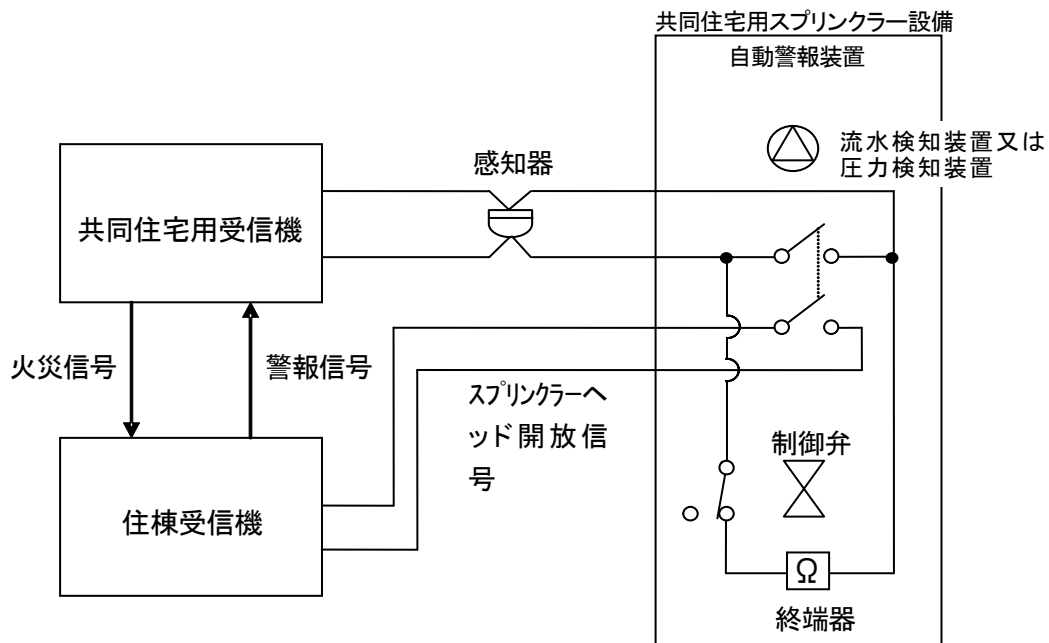 共同住宅用スプリンクラー設備
自動警報装置
流水検知装置又は
圧力検知装置
感知器
共同住宅用受信機
火災信号
警報信号
スプリンクラーヘ
ッド開放信
号
制御弁
住棟受信機
Ω
終端器